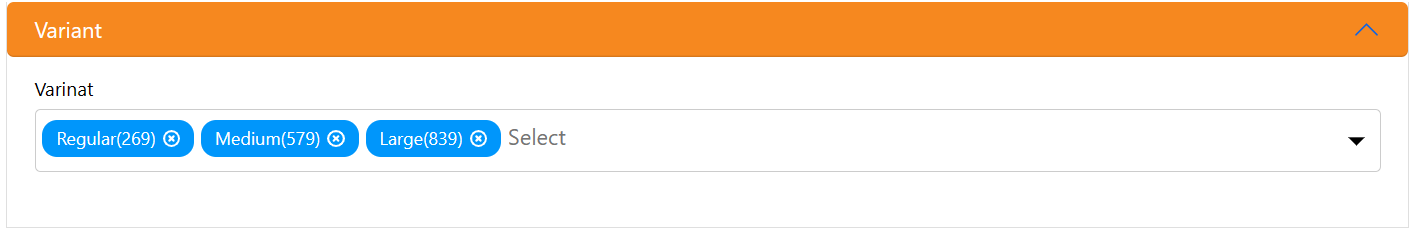 Variant
Varinat
Regular(269) Medium(579) Large(839) Select